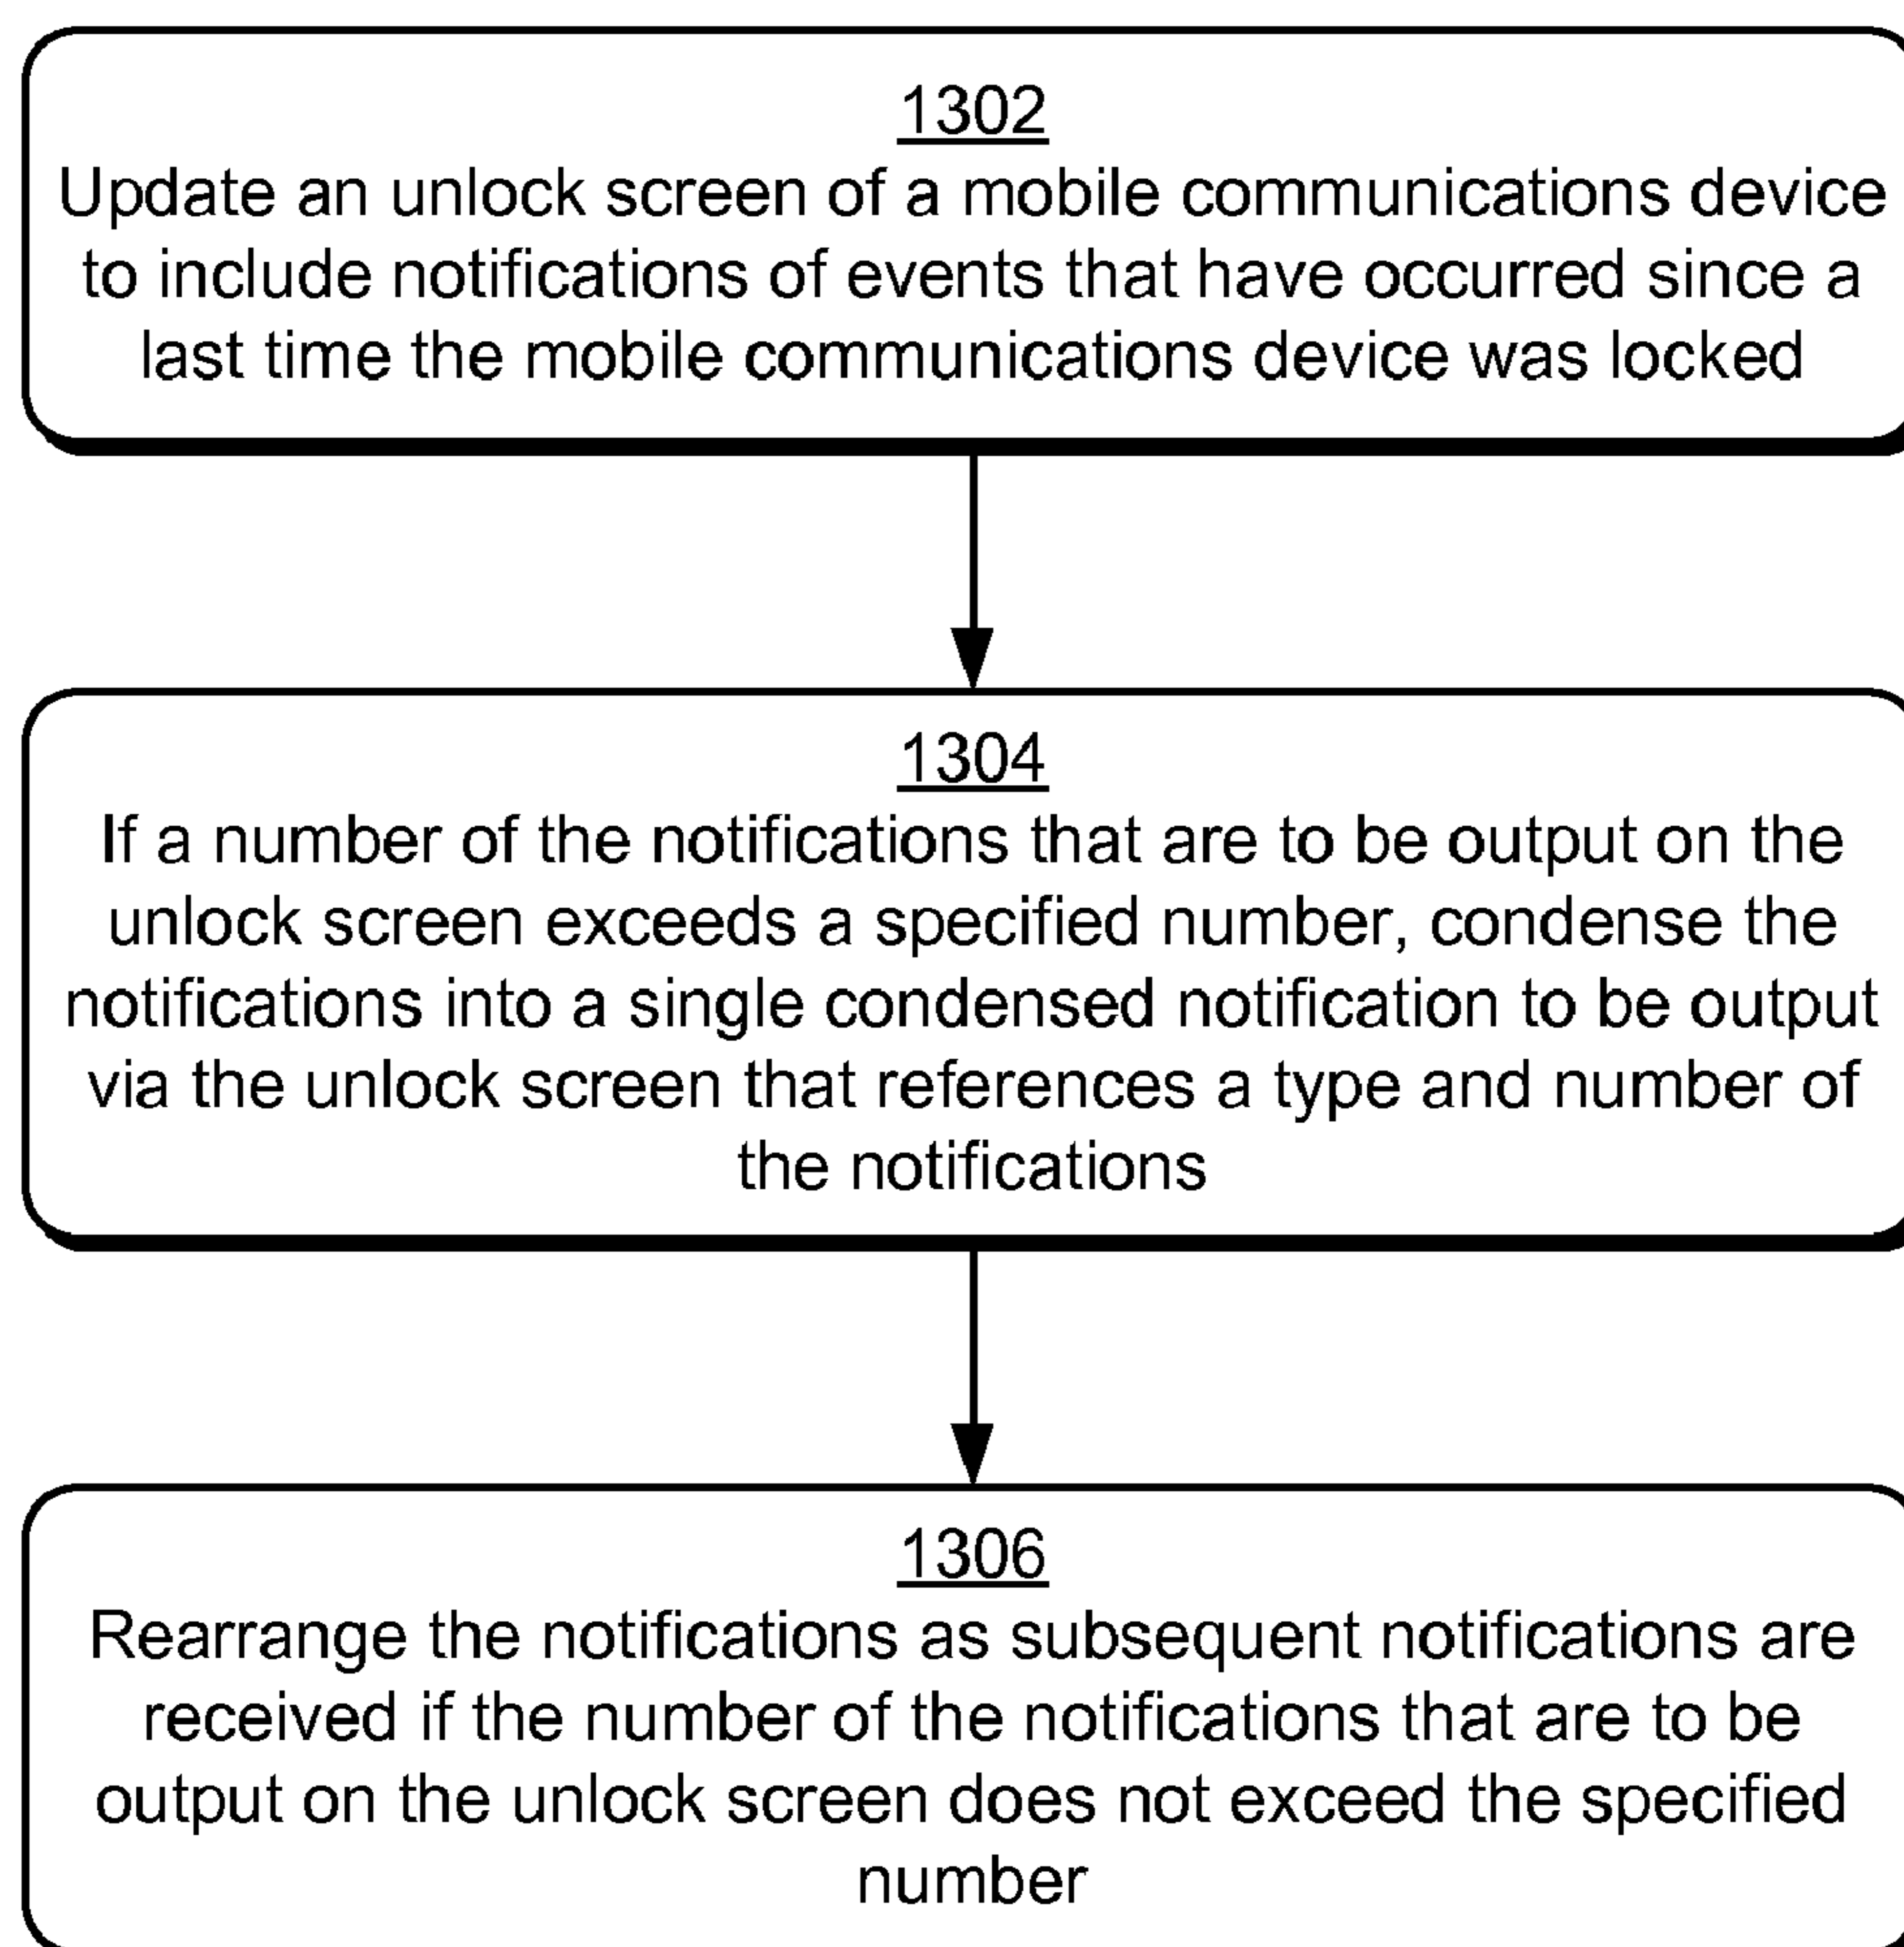 1302
Update an unlock screen of a mobile communications device
to include notifications of events that have occurred since a
last time the mobile communications device was locked
1304
If a number of the notifications that are to be output on the
unlock screen exceeds a specified number, condense the
notifications into a single condensed notification to be output
via the unlock screen that references a type and number of
the notifications
1306
Rearrange the notifications as subsequent notifications are
received if the number of the notifications that are to be
output on the unlock screen does not exceed the specified
number